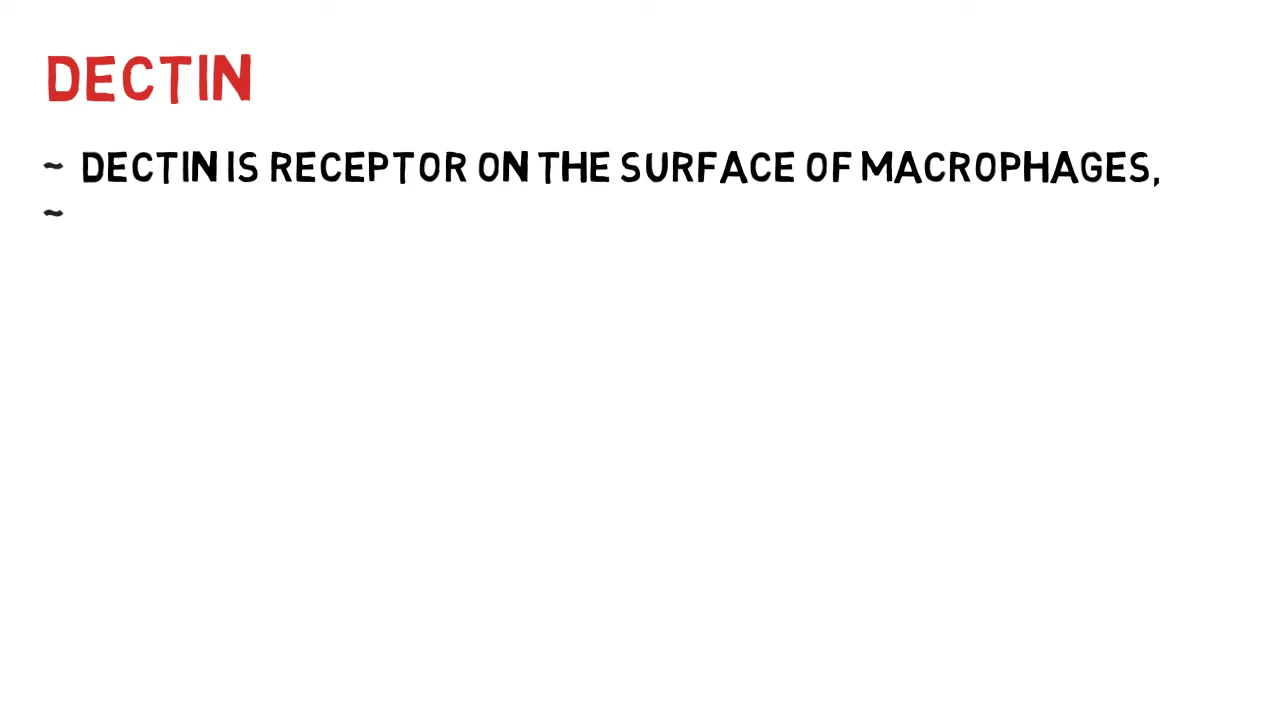 DECTIN
~ DECTIN IS RECEPTOR ON THE SURFACE OF MACROPHAGES,
~